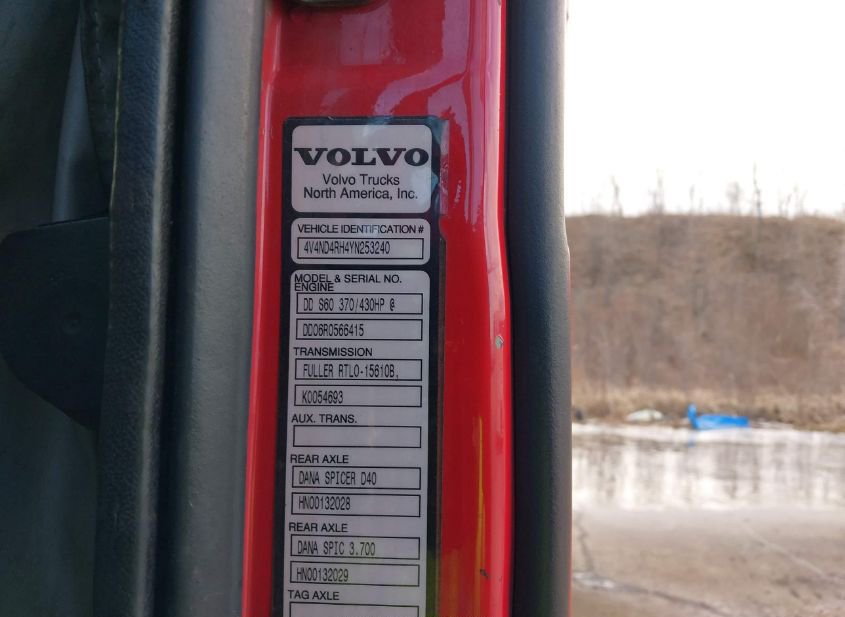 VOLVO
Volvo Trucks
North America, Inc.
VEHICLE IDENTIFICATION #
4V4ND4RH4YN253240
MODEL & SERIAL NO.
ENGINE
DD S60 370/430HP @
DD06R0566415
TRANSMISSION
FULLER RTLO-15610B,
K0054693
AUX. TRANS.
REAR AXLE
DANA SPICER D40
HN00132028
REAR AXLE
DANA SPIC 3.700
HN00132029
TAG AXLE